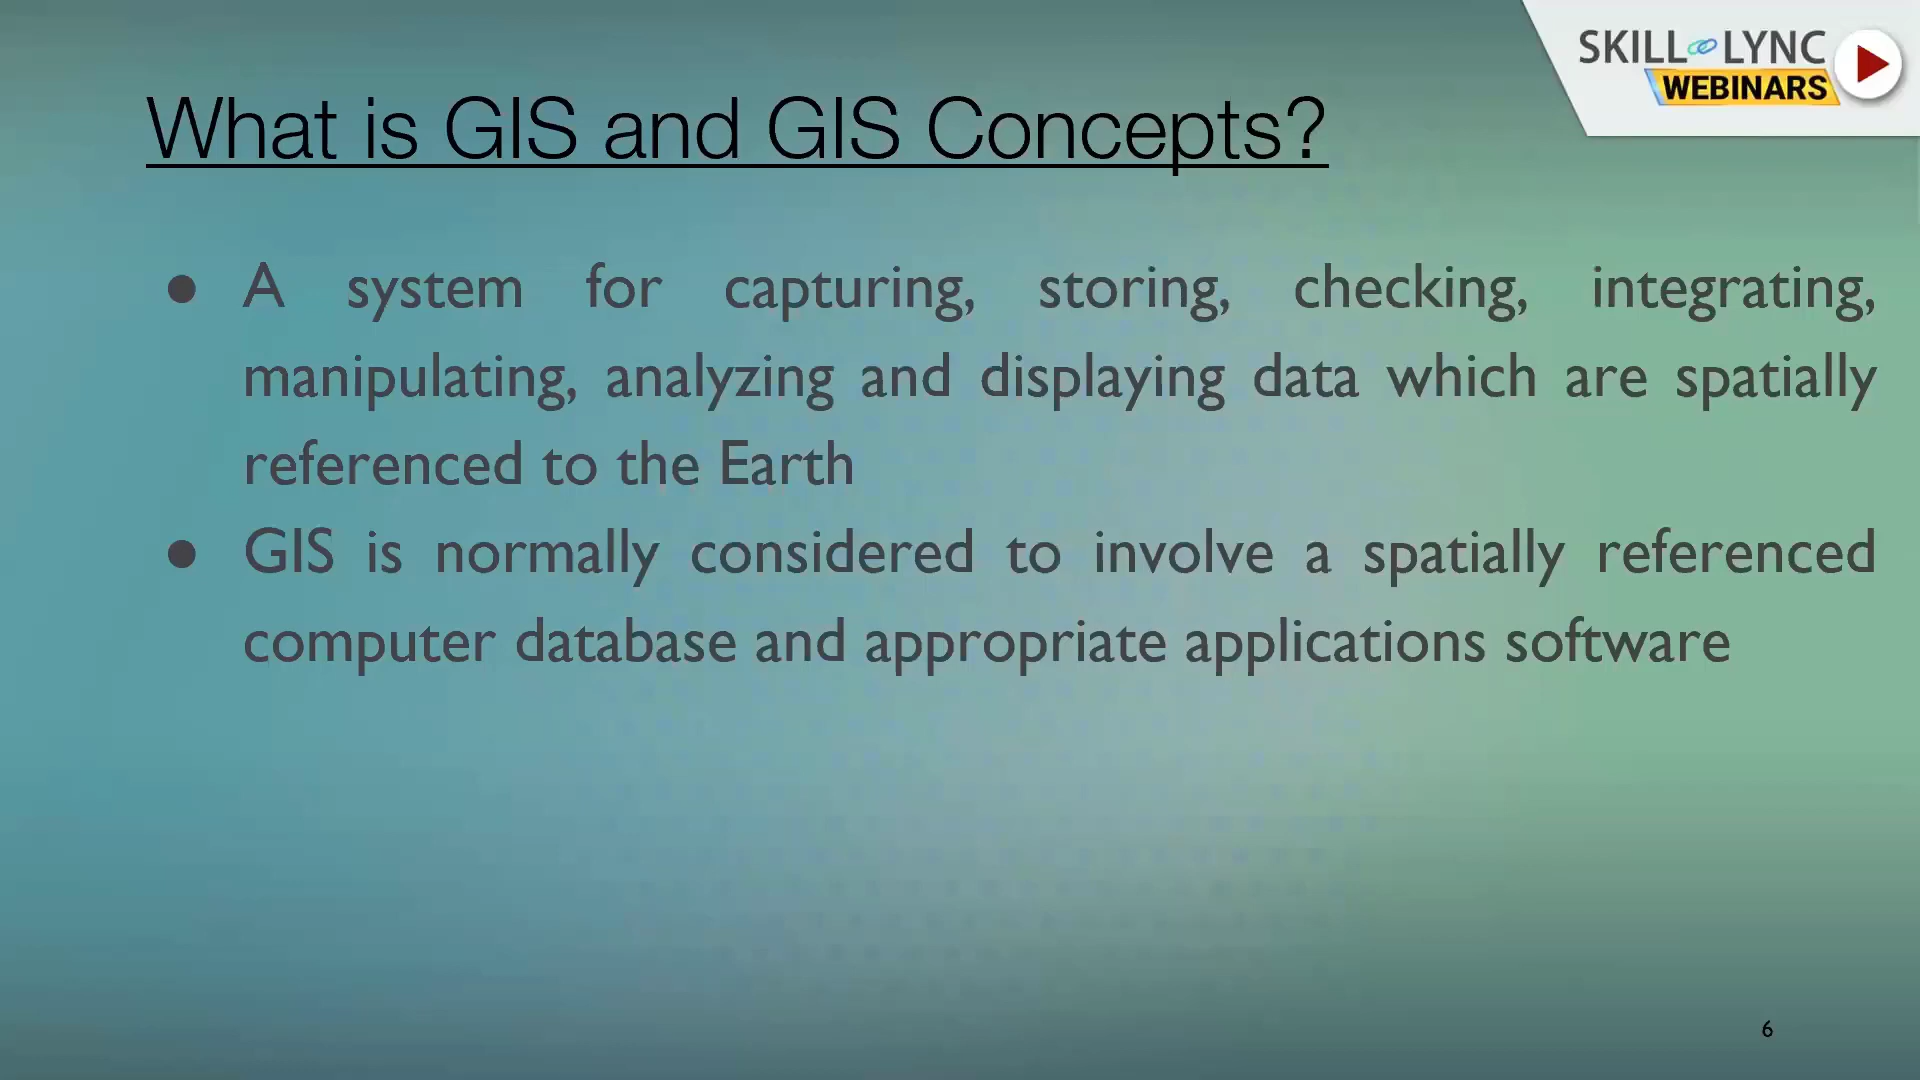 SKILL LYNC
WEBINARS
What is GIS and GIS Concepts?
● A system for capturing, storing, checking, integrating,
manipulating, analyzing and displaying data which are spatially
referenced to the Earth
● GIS is normally considered to involve a spatially referenced
computer database and appropriate applications software
6